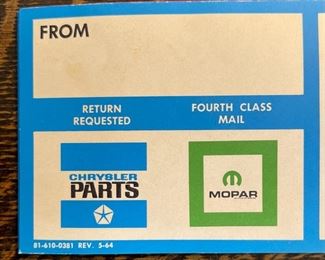 FROM
RETURN
REQUESTED
FOURTH CLASS
MAIL
CHRYSLER
PARTS
MOPAR
81-610-0381 REV. 5-64